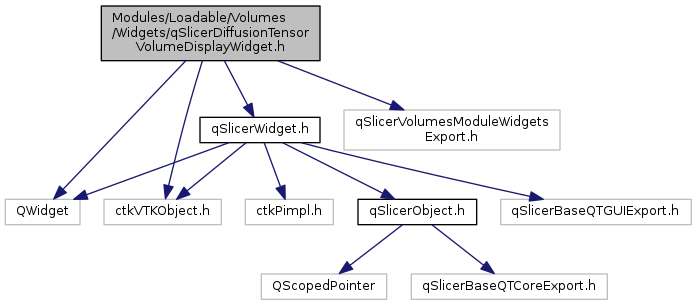 Modules/Loadable/Volumes
/Widgets/qSlicerDiffusionTensor
VolumeDisplayWidget.h
qSlicerWidget.h
qSlicerVolumesModuleWidgets
Export.h
QWidget
ctkVTKObject.h
ctkPimpl.h
qSlicerObject.h
qSlicerBaseQTGUIExport.h
QScopedPointer
qSlicerBaseQTCoreExport.h